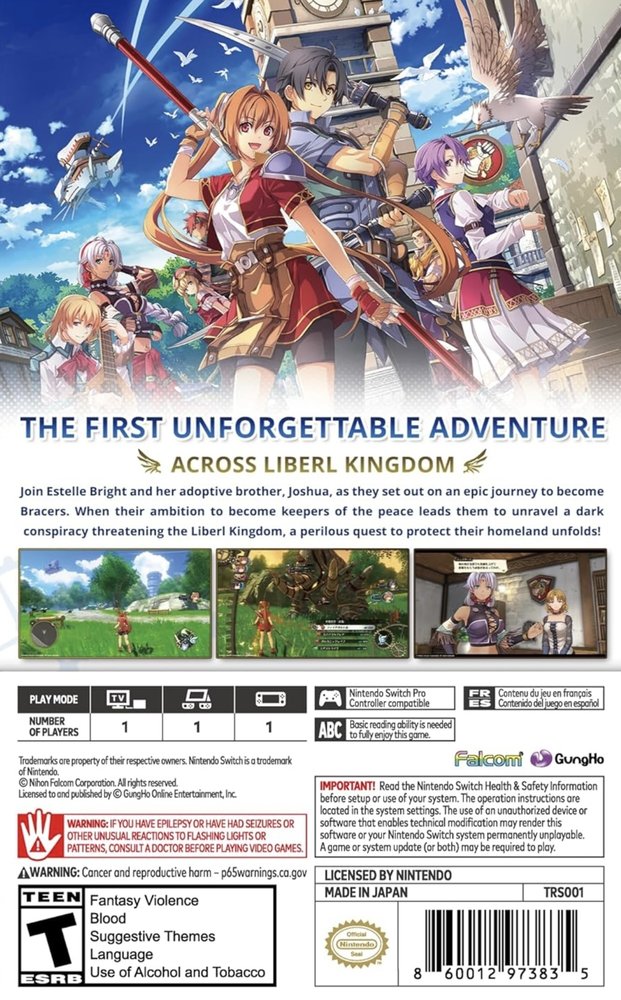 THE FIRST UNFORGETTABLE ADVENTURE
ACROSS LIBERL KINGDOM
Join Estelle Bright and her adoptive brother, Joshua, as they set out on an epic journey to become
Bracers. When their ambition to become keepers of the peace leads them to unravel a dark
conspiracy threatening the Liberl Kingdom, a perilous quest to protect their homeland unfolds!
PLAY MODE
TV
NUMBER
OF PLAYERS
1
1
1
Nintendo Switch Pro
Controller compatible
FR
ES
Contenu du jeu en français
Contenido del juego en español
ABC
Basic reading ability is needed
to fully enjoy this game.
Trademarks are property of their respective owners. Nintendo Switch is a trademark
of Nintendo.
© Nihon Falcom Corporation. All rights reserved.
Licensed to and published by © GungHo Online Entertainment, Inc.
Falcom
GungHo
WARNING: IF YOU HAVE EPILEPSY OR HAVE HAD SEIZURES OR
OTHER UNUSUAL REACTIONS TO FLASHING LIGHTS OR
PATTERNS, CONSULT A DOCTOR BEFORE PLAYING VIDEO GAMES.
WARNING: Cancer and reproductive harm – p65warnings.ca.gov
IMPORTANT! Read the Nintendo Switch Health & Safety Information
before setup or use of your system. The operation instructions are
located in the system settings. The use of an unauthorized device or
software that enables technical modification may render this
software or your Nintendo Switch system permanently unplayable.
A game or system update (or both) may be required to play.
TEEN
T
ESRB
Fantasy Violence
Blood
Suggestive Themes
Language
Use of Alcohol and Tobacco
LICENSED BY NINTENDO
MADE IN JAPAN
TRS001
Official
Nintendo
Seal
8 60012 97383 5